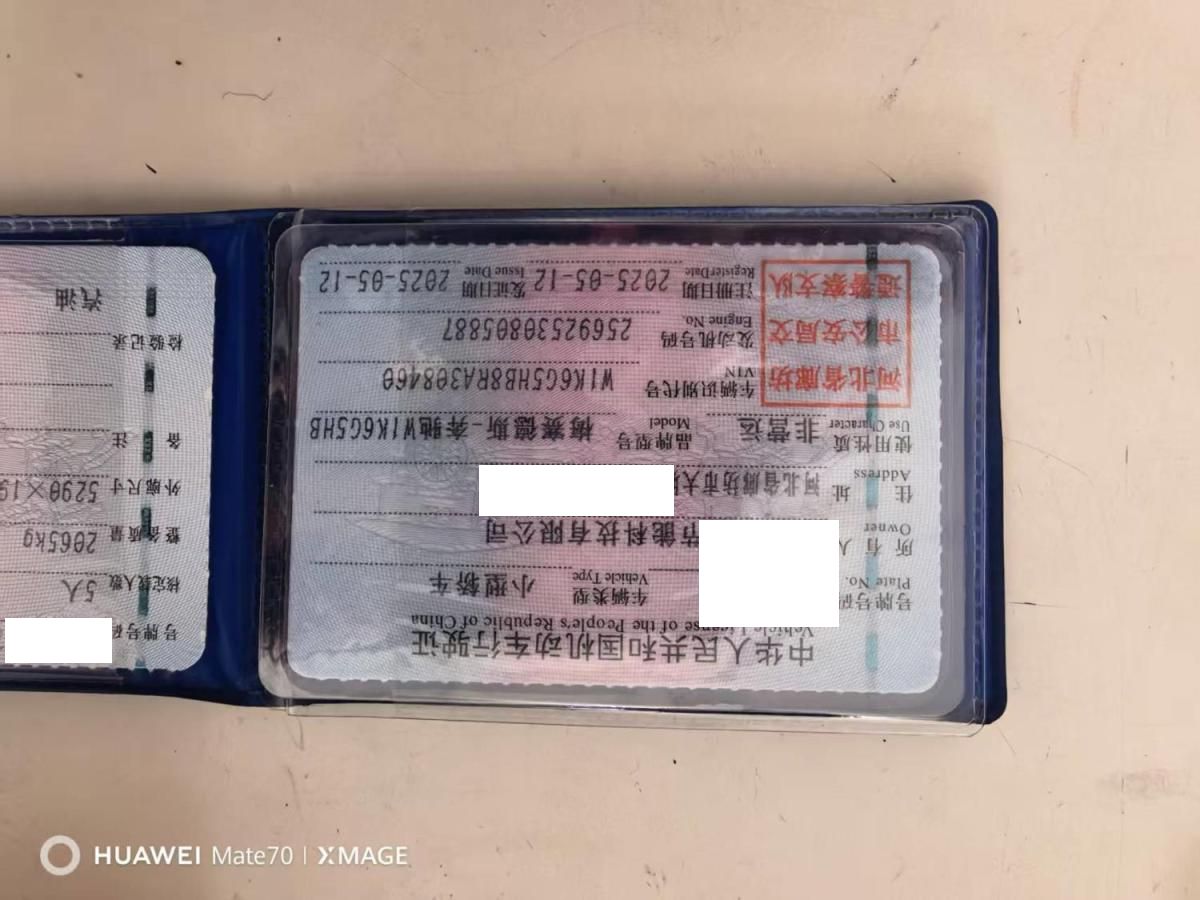 中华人民共和国机动车行驶证
Vehicle License of the People's Republic of China
号牌号码
Plate No.
车辆类型 小型轿车
Vehicle Type
所有人 节能科技有限公司
Owner
住址 河北省廊坊市大
Address
使用性质 非营运 品牌型号 梅赛德斯-奔驰W1K6G5HB
Use Character Model
河北省廊坊
市公安局交
通警察支队
车辆识别代号 W1K6G5HB8RA308460
VIN
发动机号码 25692530805887
Engine No.
注册日期 2025-05-12 发证日期 2025-05-12
Register Date Issue Date
号牌号码
核定载人数 5人
整备质量 2065kg
外廓尺寸 5290×19
备注
检验记录
汽油
HUAWEI Mate70 | XMAGE